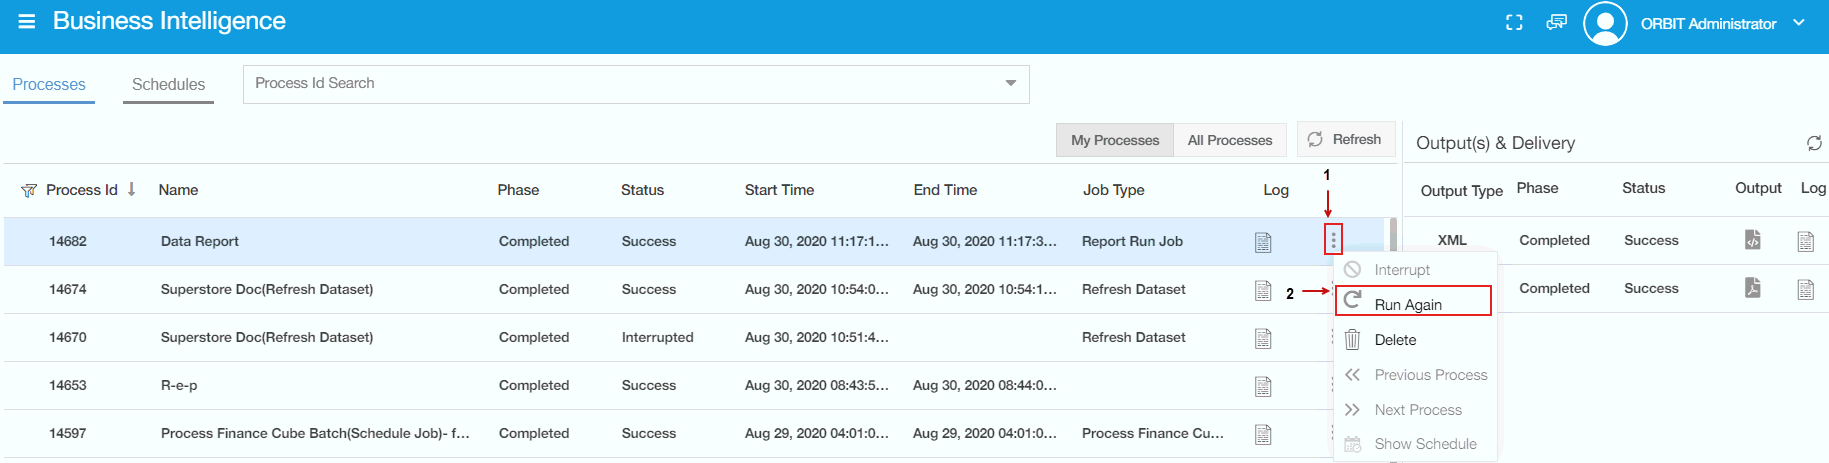 Business Intelligence
ORBIT Administrator
Processes Schedules Process Id Search
My Processes All Processes Refresh Output(s) & Delivery
1
Process Id Name Phase Status Start Time End Time Job Type Log Output Type Phase Status Output Log
14682 Data Report Completed Success Aug 30, 2020 11:17:1... Aug 30, 2020 11:17:3... Report Run Job XML Completed Success
Interrupt
14674 Superstore Doc(Refresh Dataset) Completed Success Aug 30, 2020 10:54:0... Aug 30, 2020 10:54:1... Refresh Dataset Completed Success
2 Run Again
14670 Superstore Doc(Refresh Dataset) Completed Interrupted Aug 30, 2020 10:51:4... Refresh Dataset
Delete
Previous Process
14653 R-e-p Completed Success Aug 30, 2020 08:43:5... Aug 30, 2020 08:44:0...
Next Process
14597 Process Finance Cube Batch(Schedule Job)- f... Completed Success Aug 29, 2020 04:01:0... Aug 29, 2020 04:01:0... Process Finance Cu...
Show Schedule